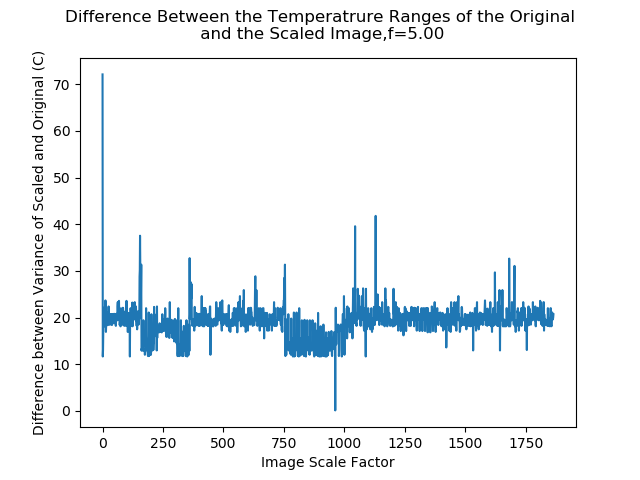 Difference Between the Temperatrure Ranges of the Original
and the Scaled Image,f=5.00
Difference between Variance of Scaled and Original (C)
70
60
50
40
30
20
10
0
0 250 500 750 1000 1250 1500 1750
Image Scale Factor